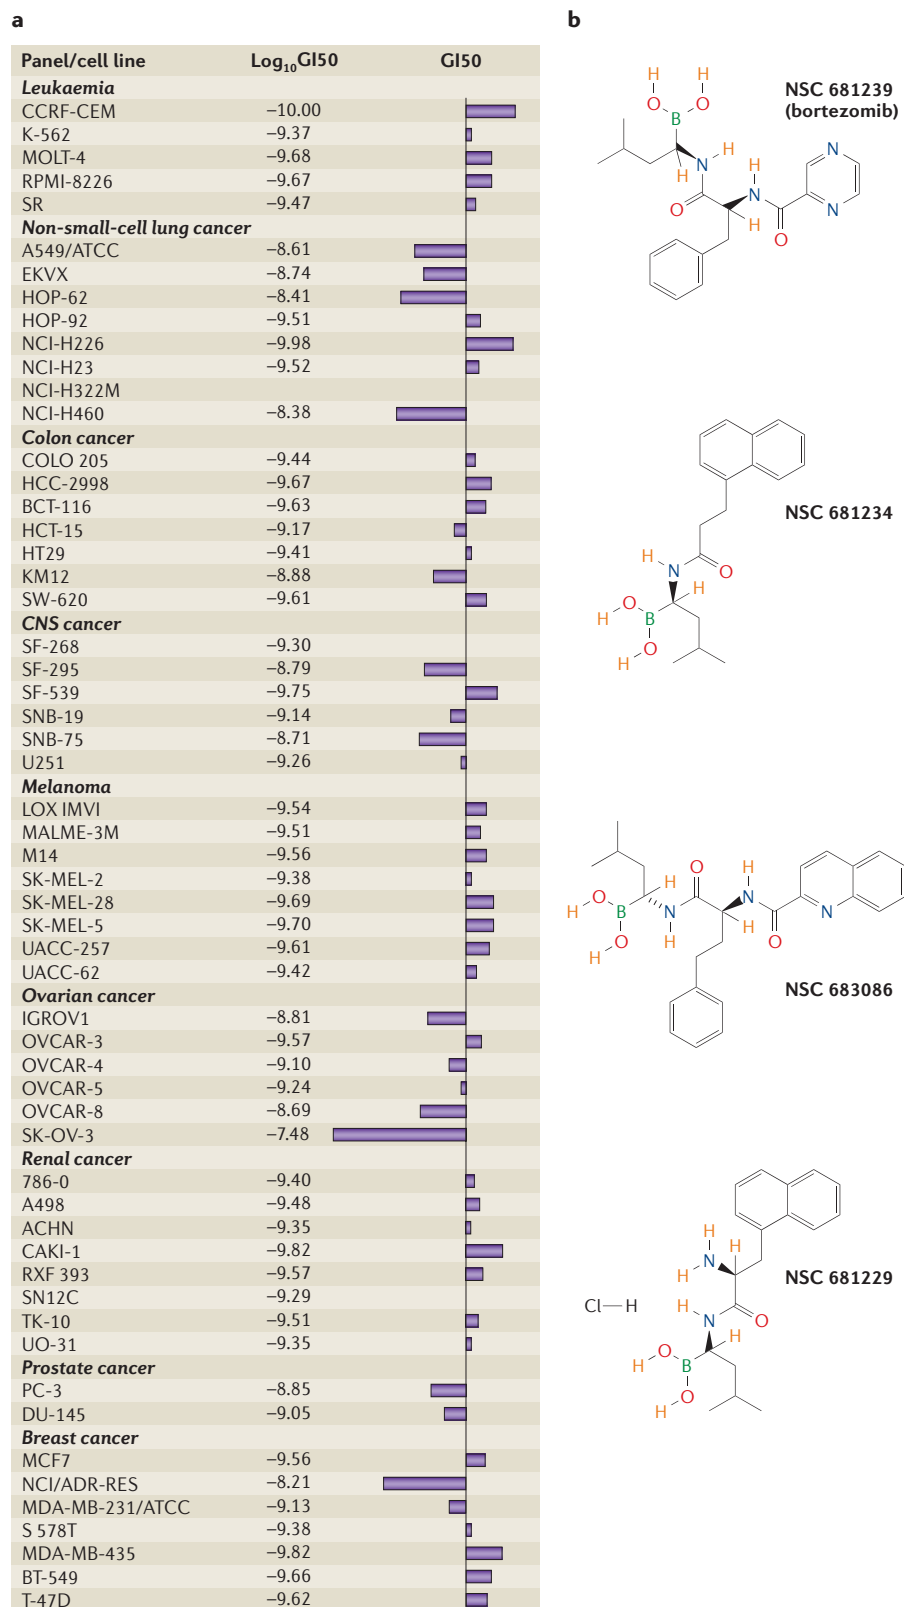 a
Panel/cell line Log10GI50 GI50
Leukaemia
CCRF-CEM –10.00
K-562 –9.37
MOLT-4 –9.68
RPMI-8226 –9.67
SR –9.47
Non-small-cell lung cancer
A549/ATCC –8.61
EKVX –8.74
HOP-62 –8.41
HOP-92 –9.51
NCI-H226 –9.98
NCI-H23 –9.52
NCI-H322M
NCI-H460 –8.38
Colon cancer
COLO 205 –9.44
HCC-2998 –9.67
BCT-116 –9.63
HCT-15 –9.17
HT29 –9.41
KM12 –8.88
SW-620 –9.61
CNS cancer
SF-268 –9.30
SF-295 –8.79
SF-539 –9.75
SNB-19 –9.14
SNB-75 –8.71
U251 –9.26
Melanoma
LOX IMVI –9.54
MALME-3M –9.51
M14 –9.56
SK-MEL-2 –9.38
SK-MEL-28 –9.69
SK-MEL-5 –9.70
UACC-257 –9.61
UACC-62 –9.42
Ovarian cancer
IGROV1 –8.81
OVCAR-3 –9.57
OVCAR-4 –9.10
OVCAR-5 –9.24
OVCAR-8 –8.69
SK-OV-3 –7.48
Renal cancer
786-0 –9.40
A498 –9.48
ACHN –9.35
CAKI-1 –9.82
RXF 393 –9.57
SN12C –9.29
TK-10 –9.51
UO-31 –9.35
Prostate cancer
PC-3 –8.85
DU-145 –9.05
Breast cancer
MCF7 –9.56
NCI/ADR-RES –8.21
MDA-MB-231/ATCC –9.13
S 578T –9.38
MDA-MB-435 –9.82
BT-549 –9.66
T-47D –9.62
b
H H
O O
B
N H
H
H
N
O
H
O
N
N
NSC 681239
(bortezomib)
H N
O
H
H O
B
O
H
NSC 681234
O
H
H
N
H O
B
N
H
O
H
H
O
N
NSC 683086
H
N
H
H
Cl H
H N
O
H
H O
B
O
H
NSC 681229